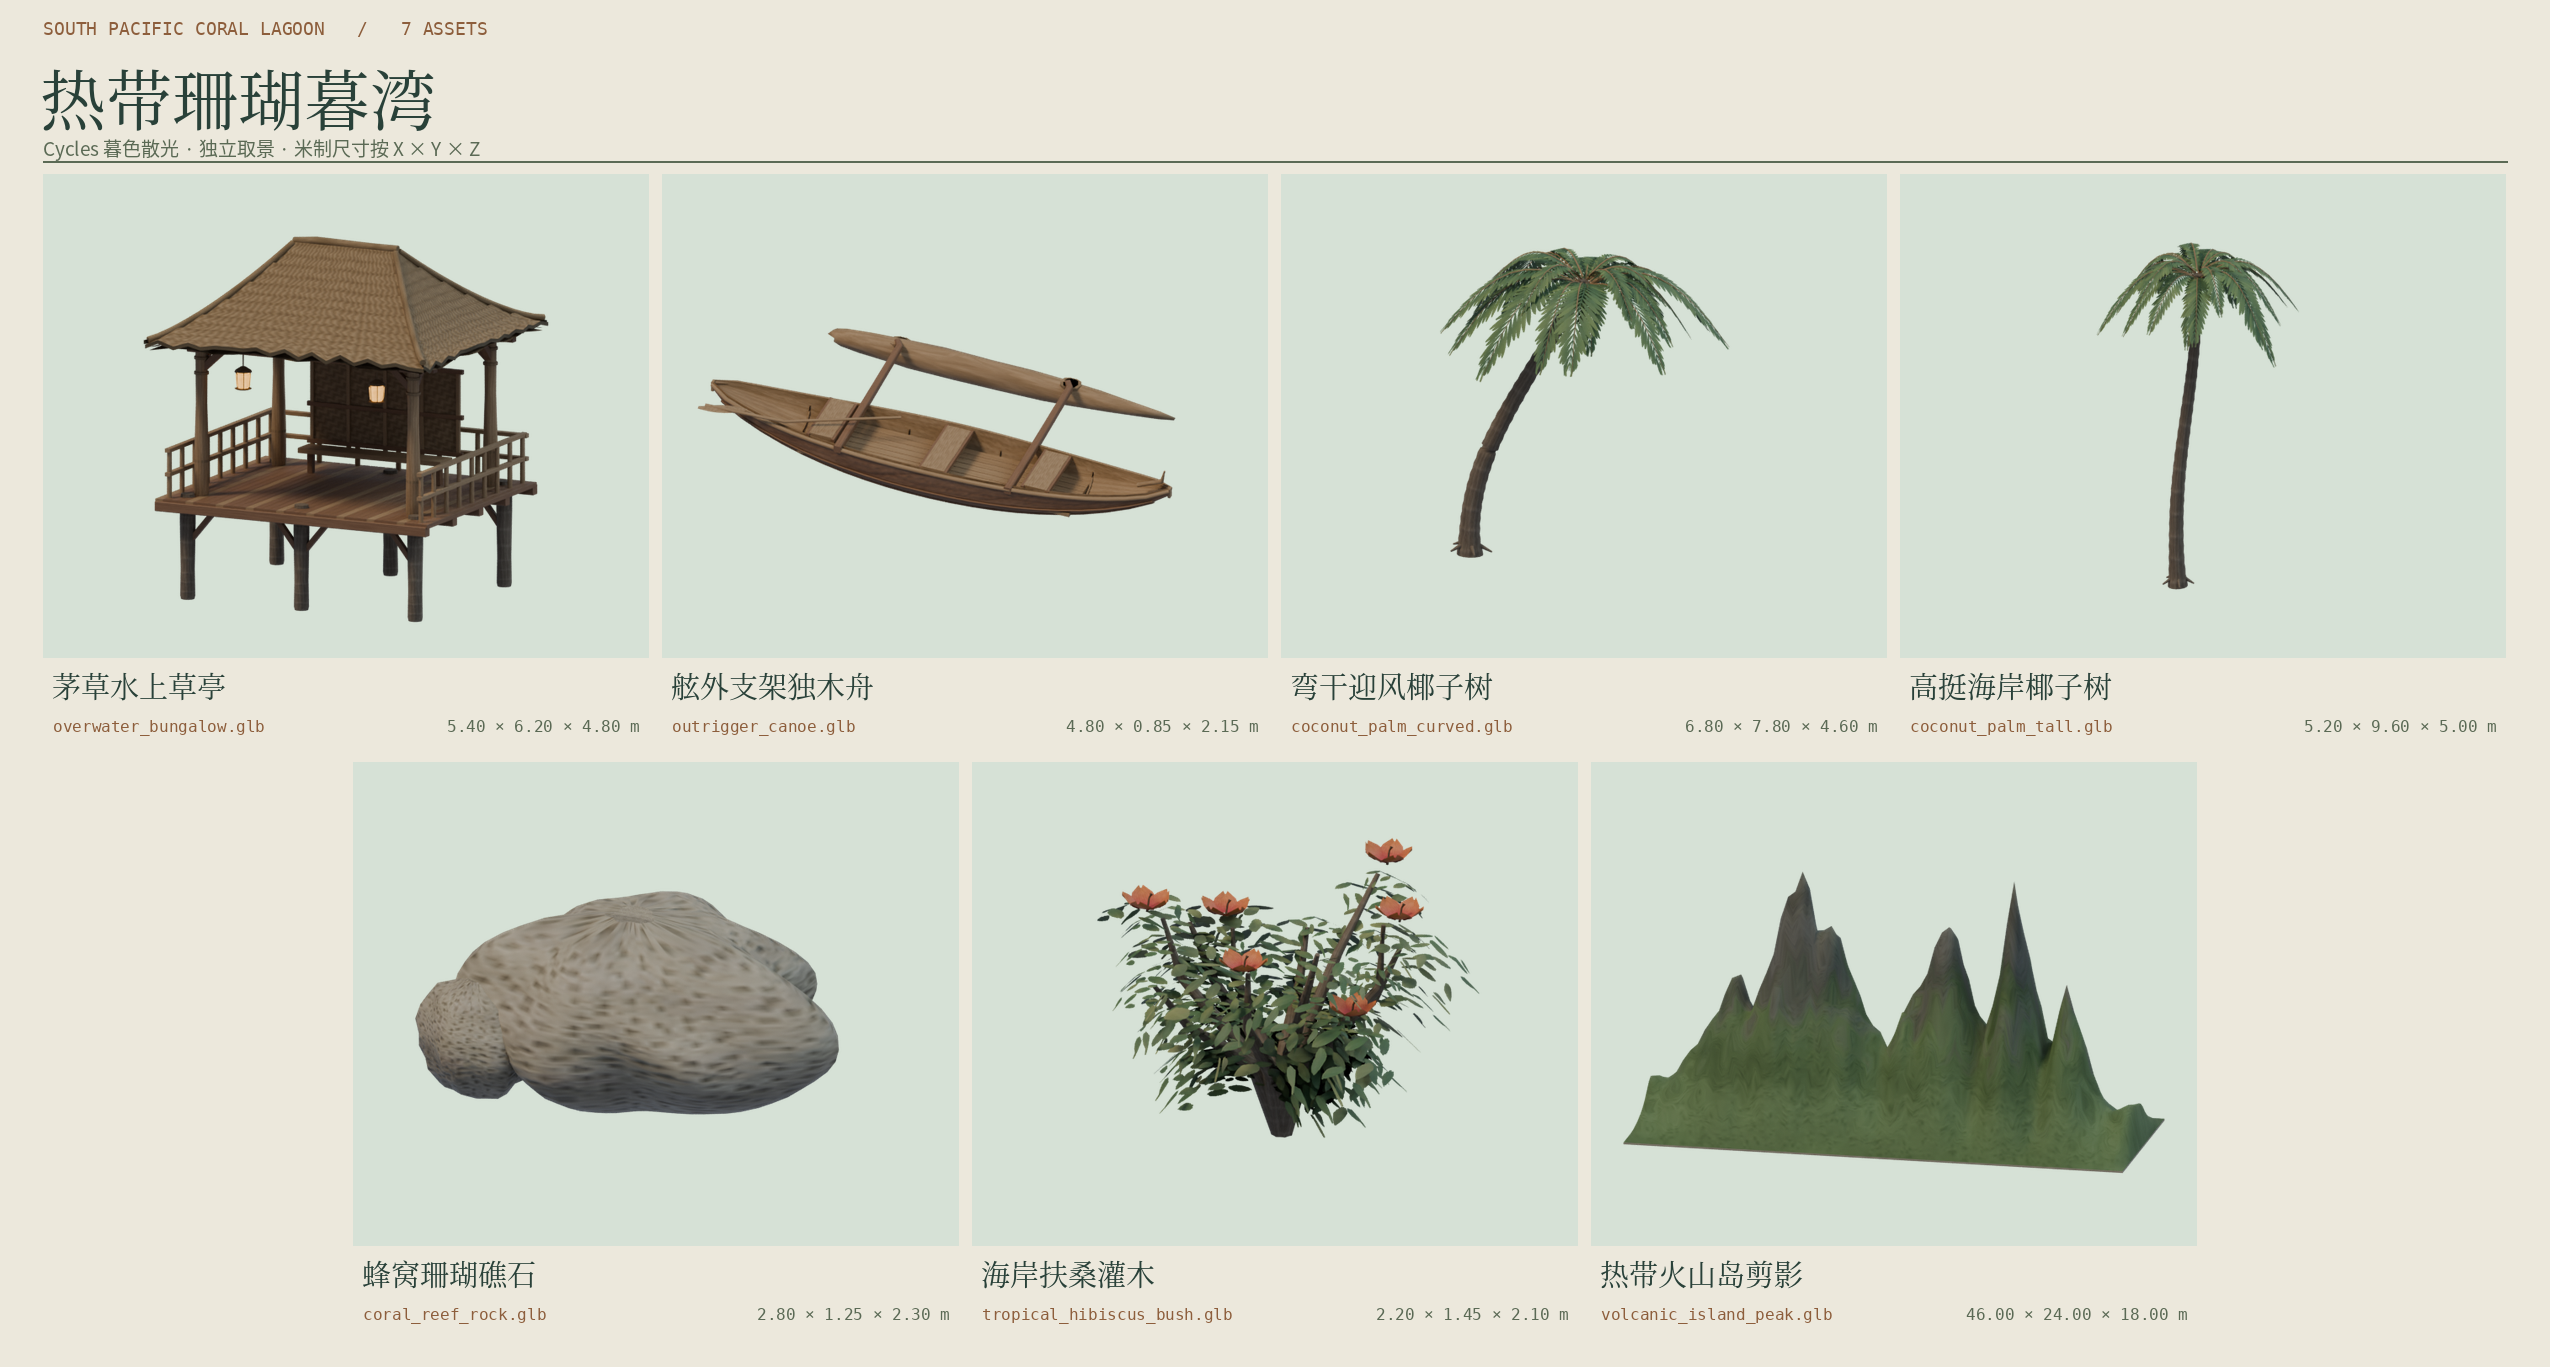 SOUTH PACIFIC CORAL LAGOON / 7 ASSETS
热带珊瑚暮湾
Cycles 暮色散光 · 独立取景 · 米制尺寸按 X × Y × Z
茅草水上草亭
overwater_bungalow.glb 5.40 × 6.20 × 4.80 m
舷外支架独木舟
outrigger_canoe.glb 4.80 × 0.85 × 2.15 m
弯干迎风椰子树
coconut_palm_curved.glb 6.80 × 7.80 × 4.60 m
高挺海岸椰子树
coconut_palm_tall.glb 5.20 × 9.60 × 5.00 m
蜂窝珊瑚礁石
coral_reef_rock.glb 2.80 × 1.25 × 2.30 m
海岸扶桑灌木
tropical_hibiscus_bush.glb 2.20 × 1.45 × 2.10 m
热带火山岛剪影
volcanic_island_peak.glb 46.00 × 24.00 × 18.00 m